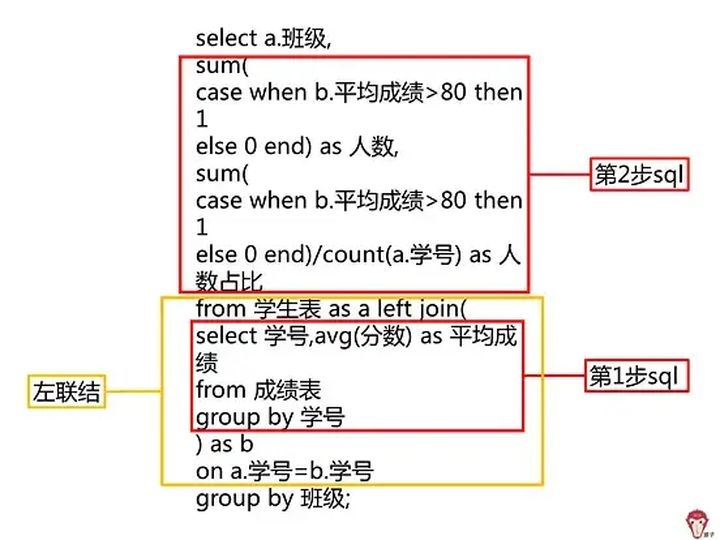 select a.班级,
sum(
case when b.平均成绩>80 then
1
else 0 end) as 人数,
sum(
case when b.平均成绩>80 then
1
else 0 end)/count(a.学号) as 人
数占比
第2步sql
from 学生表 as a left join(
select 学号,avg(分数) as 平均成
绩
from 成绩表
group by 学号
第1步sql
左联结
) as b
on a.学号=b.学号
group by 班级;